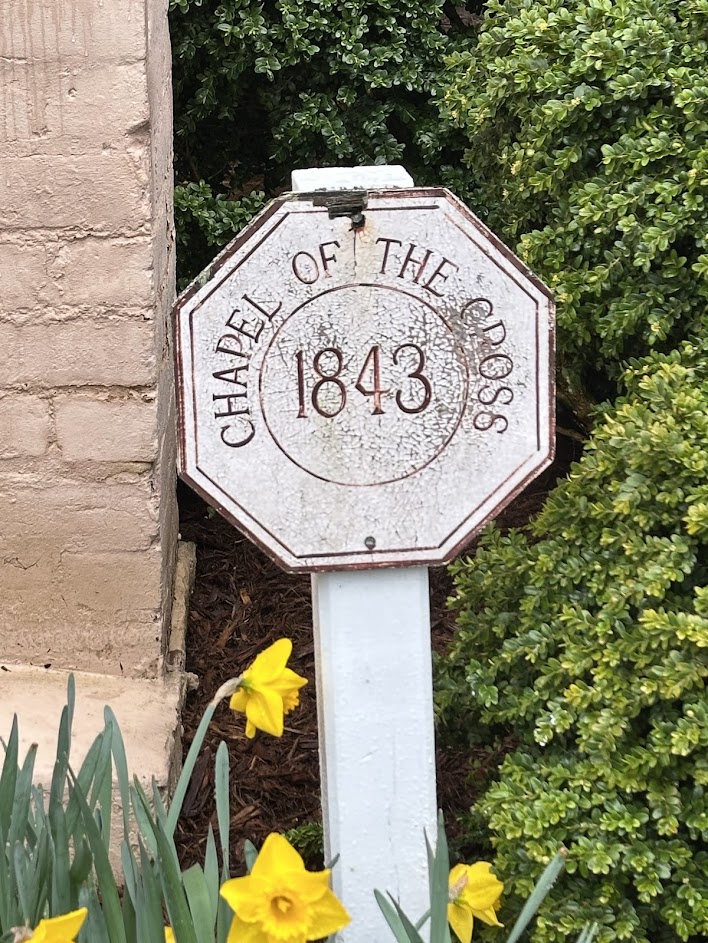 CHAPEL OF THE CROSS
1843